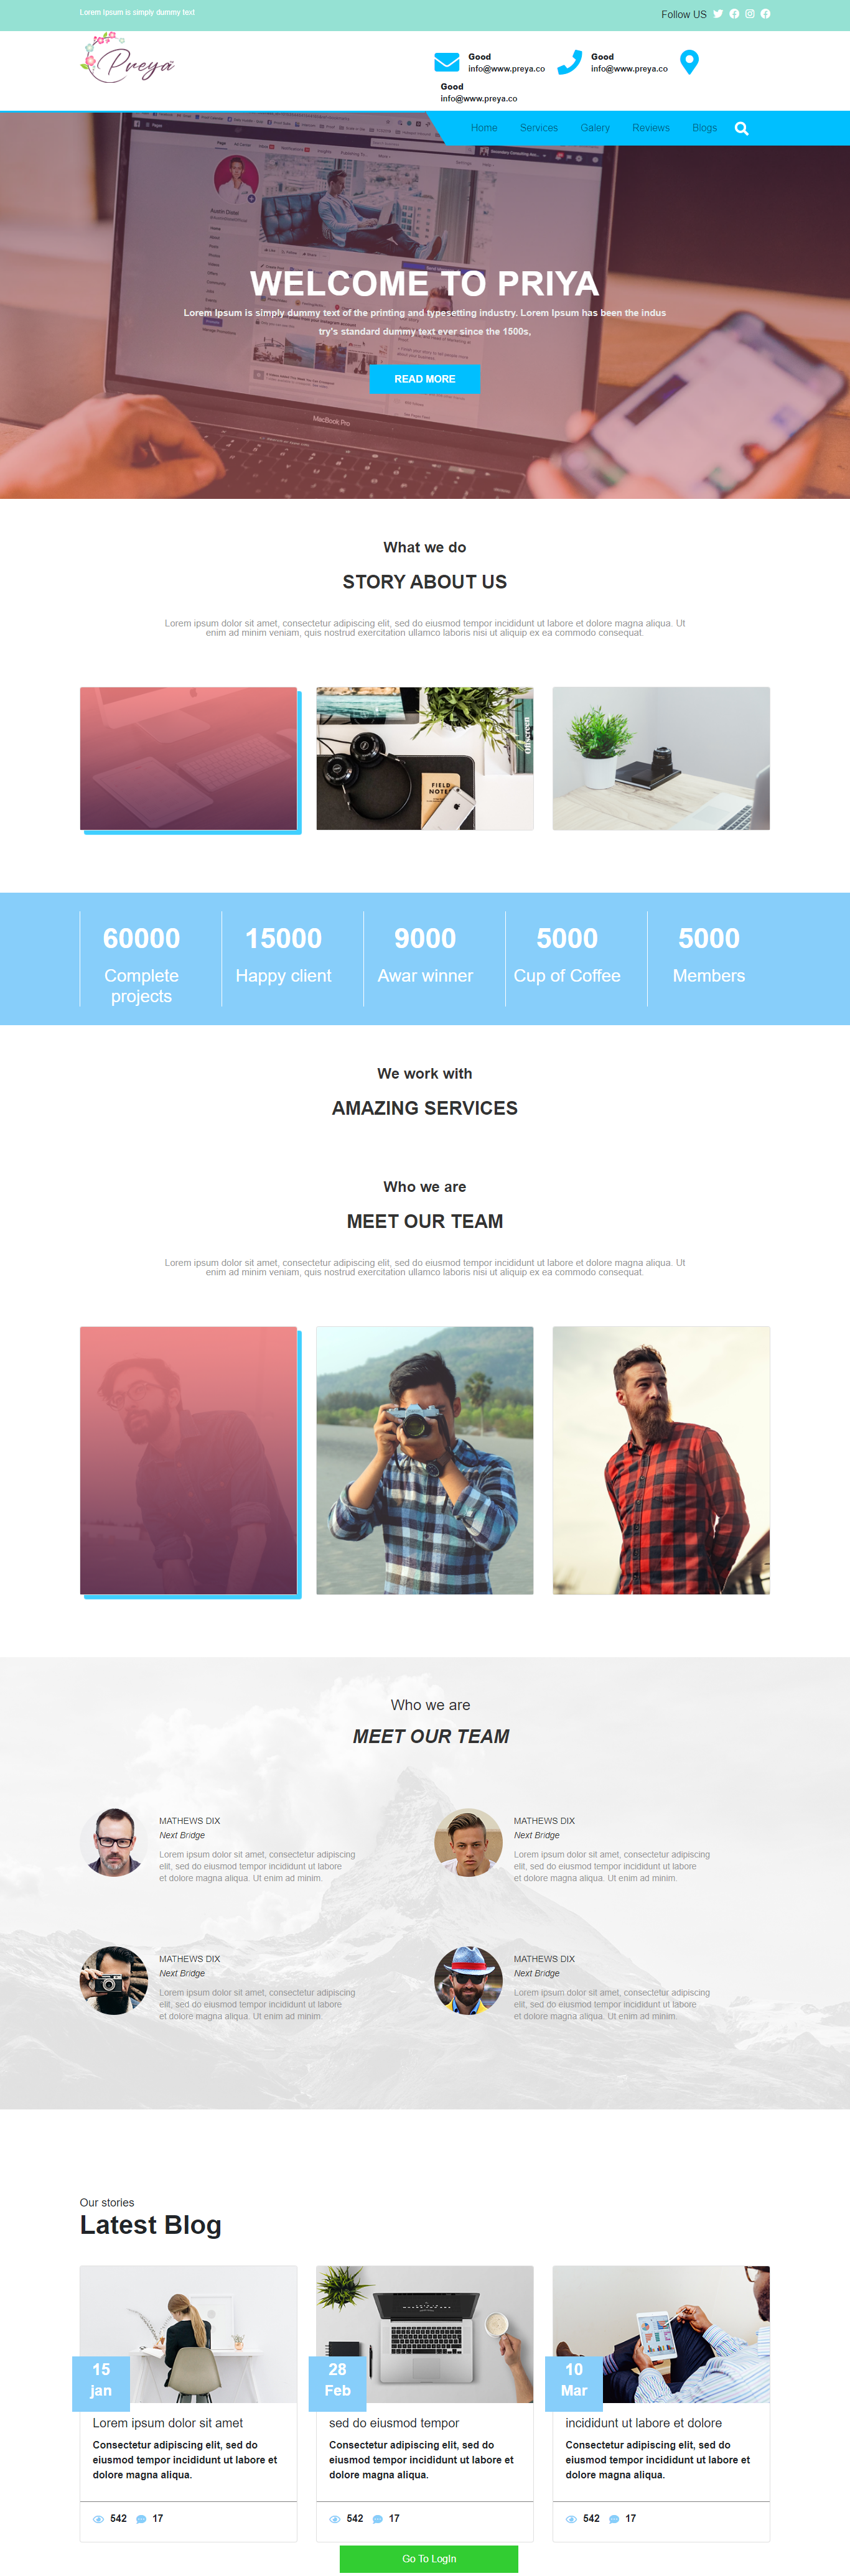 Lorem Ipsum is simply dummy text
Follow US
Preya
Good
info@www.preya.co
Good
info@www.preya.co
Good
info@www.preya.co
Home Services Galery Reviews Blogs
WELCOME TO PRIYA
Lorem Ipsum is simply dummy text of the printing and typesetting industry. Lorem Ipsum has been the indus
try's standard dummy text ever since the 1500s,
READ MORE
MacBook Pro
What we do
STORY ABOUT US
Lorem ipsum dolor sit amet, consectetur adipiscing elit, sed do eiusmod tempor incididunt ut labore et dolore magna aliqua. Ut
enim ad minim veniam, quis nostrud exercitation ullamco laboris nisi ut aliquip ex ea commodo consequat.
FIELD
NOTES
60000
Complete
projects
15000
Happy client
9000
Awar winner
5000
Cup of Coffee
5000
Members
We work with
AMAZING SERVICES
Who we are
MEET OUR TEAM
Lorem ipsum dolor sit amet, consectetur adipiscing elit, sed do eiusmod tempor incididunt ut labore et dolore magna aliqua. Ut
enim ad minim veniam, quis nostrud exercitation ullamco laboris nisi ut aliquip ex ea commodo consequat.
Who we are
MEET OUR TEAM
MATHEWS DIX
Next Bridge
Lorem ipsum dolor sit amet, consectetur adipiscing
elit, sed do eiusmod tempor incididunt ut labore
et dolore magna aliqua. Ut enim ad minim.
MATHEWS DIX
Next Bridge
Lorem ipsum dolor sit amet, consectetur adipiscing
elit, sed do eiusmod tempor incididunt ut labore
et dolore magna aliqua. Ut enim ad minim.
MATHEWS DIX
Next Bridge
Lorem ipsum dolor sit amet, consectetur adipiscing
elit, sed do eiusmod tempor incididunt ut labore
et dolore magna aliqua. Ut enim ad minim.
MATHEWS DIX
Next Bridge
Lorem ipsum dolor sit amet, consectetur adipiscing
elit, sed do eiusmod tempor incididunt ut labore
et dolore magna aliqua. Ut enim ad minim.
Our stories
Latest Blog
15
jan
Lorem ipsum dolor sit amet
Consectetur adipiscing elit, sed do
eiusmod tempor incididunt ut labore et
dolore magna aliqua.
542 17
28
Feb
sed do eiusmod tempor
Consectetur adipiscing elit, sed do
eiusmod tempor incididunt ut labore et
dolore magna aliqua.
542 17
10
Mar
incididunt ut labore et dolore
Consectetur adipiscing elit, sed do
eiusmod tempor incididunt ut labore et
dolore magna aliqua.
542 17
Go To Login